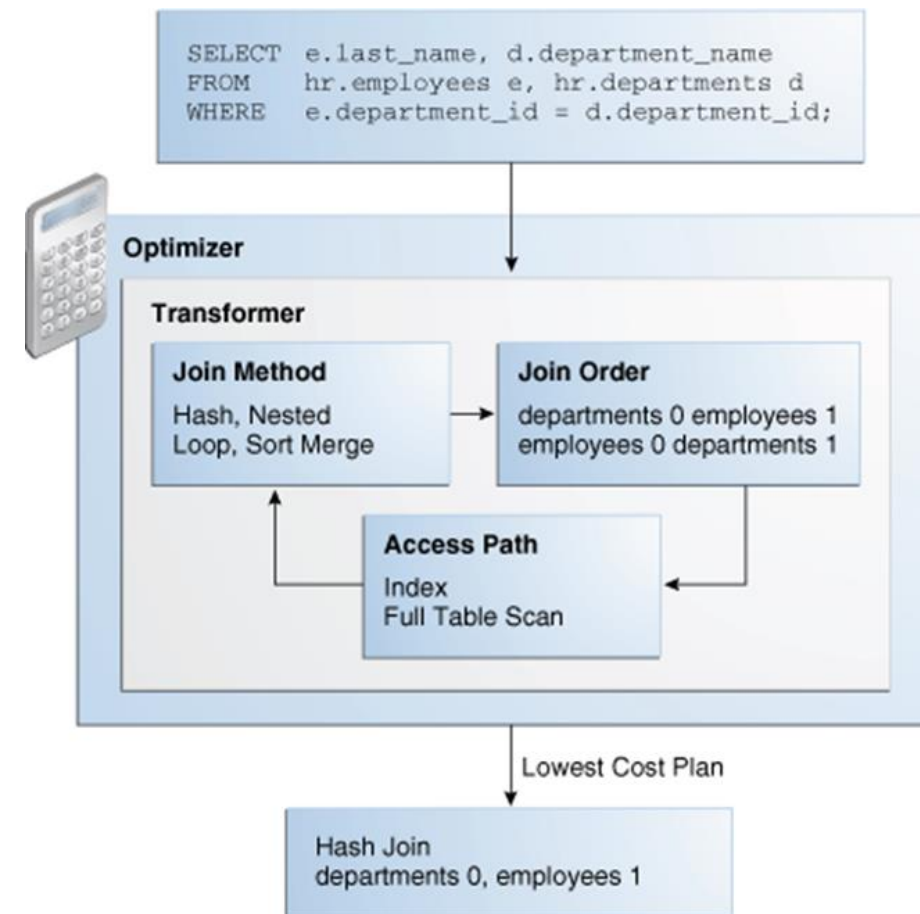 SELECT e.last_name, d.department_name
FROM hr.employees e, hr.departments d
WHERE e.department_id = d.department_id;
Optimizer
Transformer
Join Method
Hash, Nested
Loop, Sort Merge
Join Order
departments 0 employees 1
employees 0 departments 1
Access Path
Index
Full Table Scan
Lowest Cost Plan
Hash Join
departments 0, employees 1